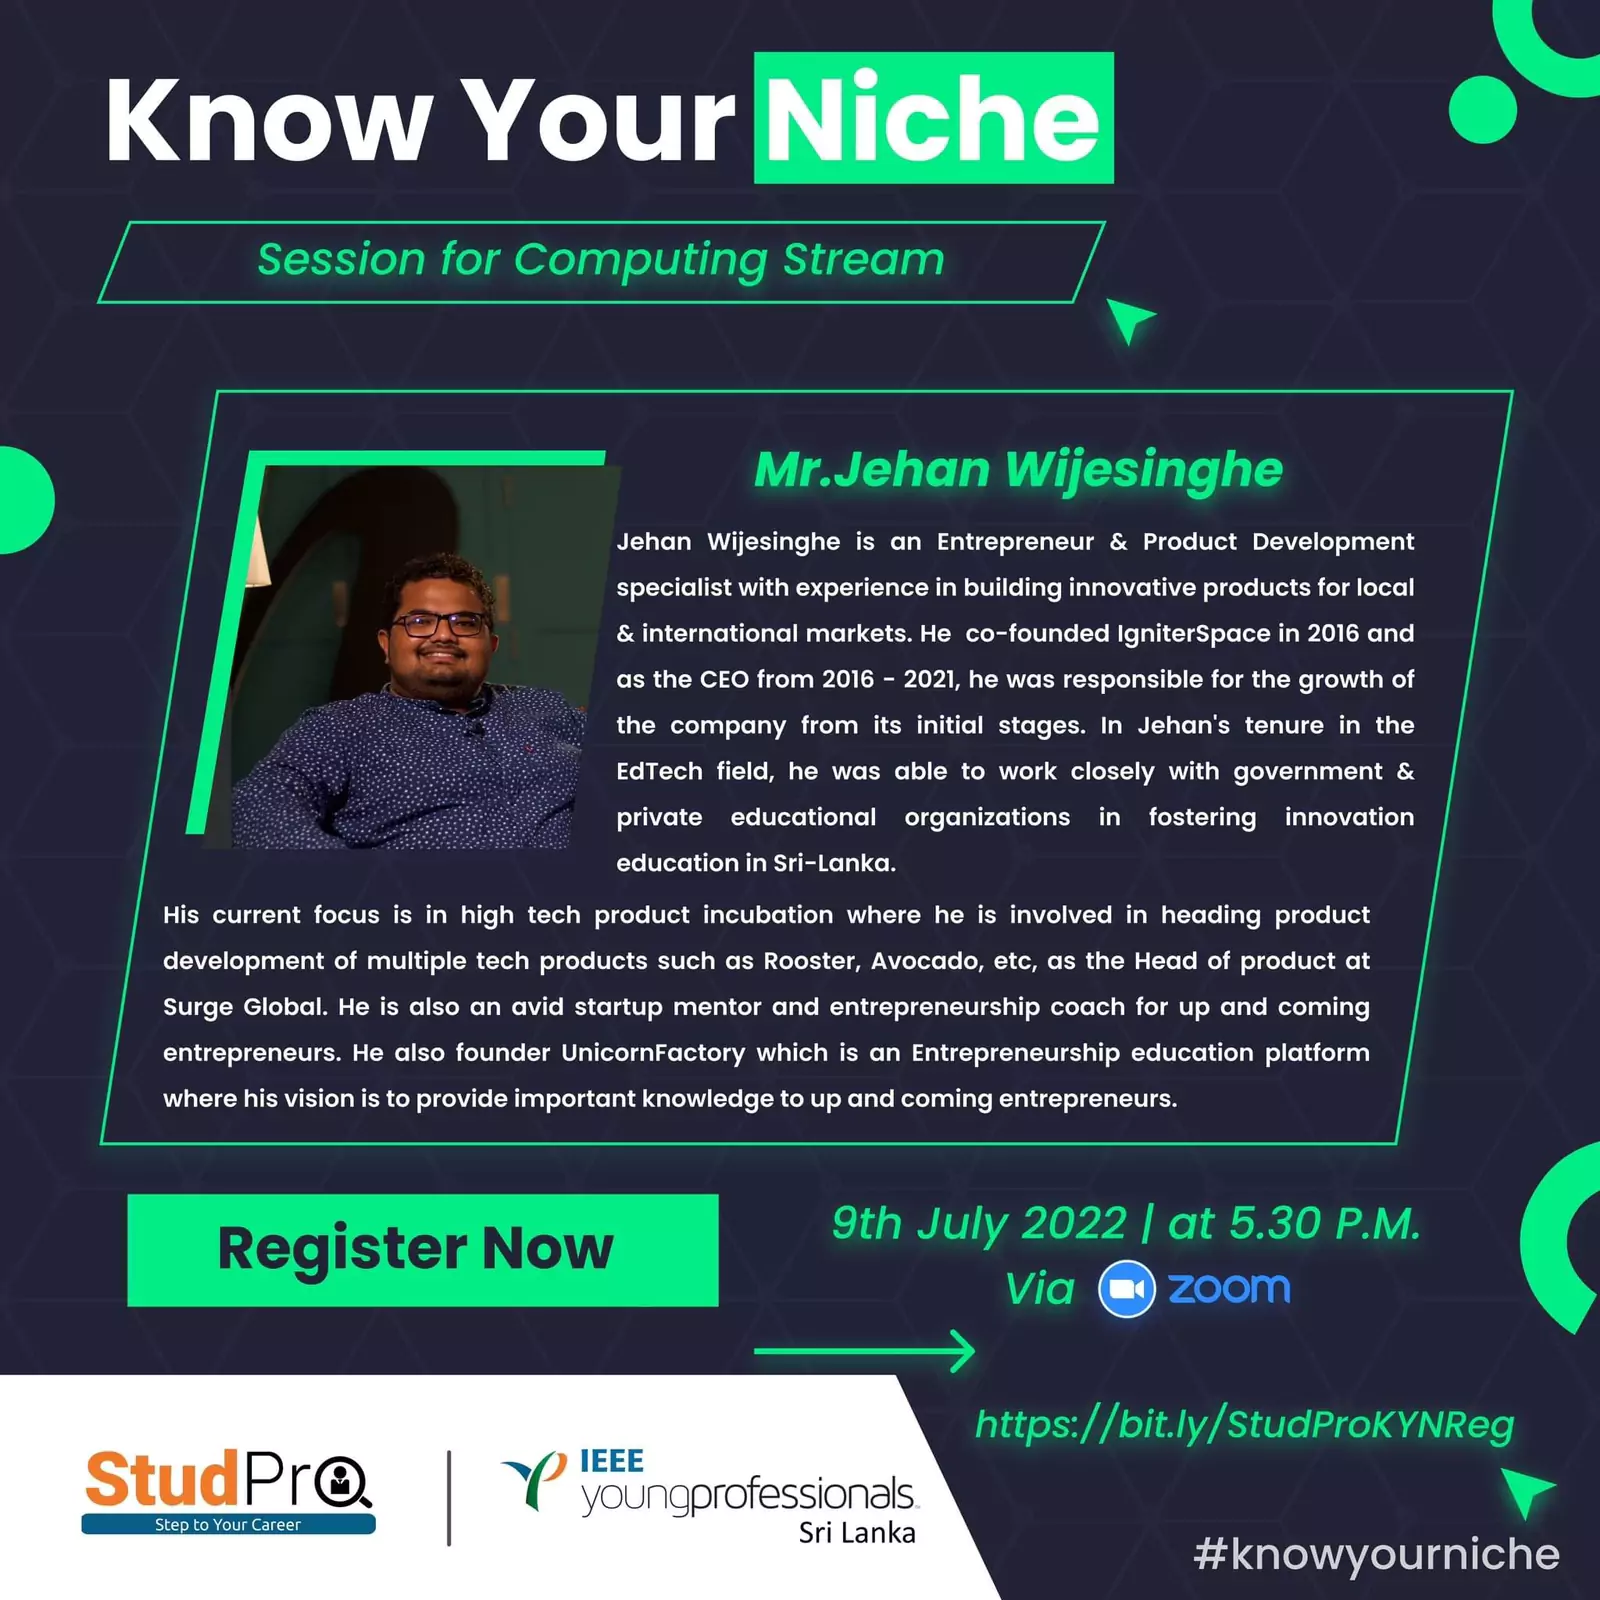 Know Your Niche
Session for Computing Stream
Mr.Jehan Wijesinghe
Jehan Wijesinghe is an Entrepreneur & Product Development
specialist with experience in building innovative products for local
& international markets. He co-founded IgniterSpace in 2016 and
as the CEO from 2016 - 2021, he was responsible for the growth of
the company from its initial stages. In Jehan's tenure in the
EdTech field, he was able to work closely with government &
private educational organizations in fostering innovation
education in Sri-Lanka.
His current focus is in high tech product incubation where he is involved in heading product
development of multiple tech products such as Rooster, Avocado, etc, as the Head of product at
Surge Global. He is also an avid startup mentor and entrepreneurship coach for up and coming
entrepreneurs. He also founder UnicornFactory which is an Entrepreneurship education platform
where his vision is to provide important knowledge to up and coming entrepreneurs.
Register Now
9th July 2022 | at 5.30 P.M.
Via zoom
https://bit.ly/StudProKYNReg
StudPro
Step to Your Career
IEEE
youngprofessionals
Sri Lanka
#knowyourniche